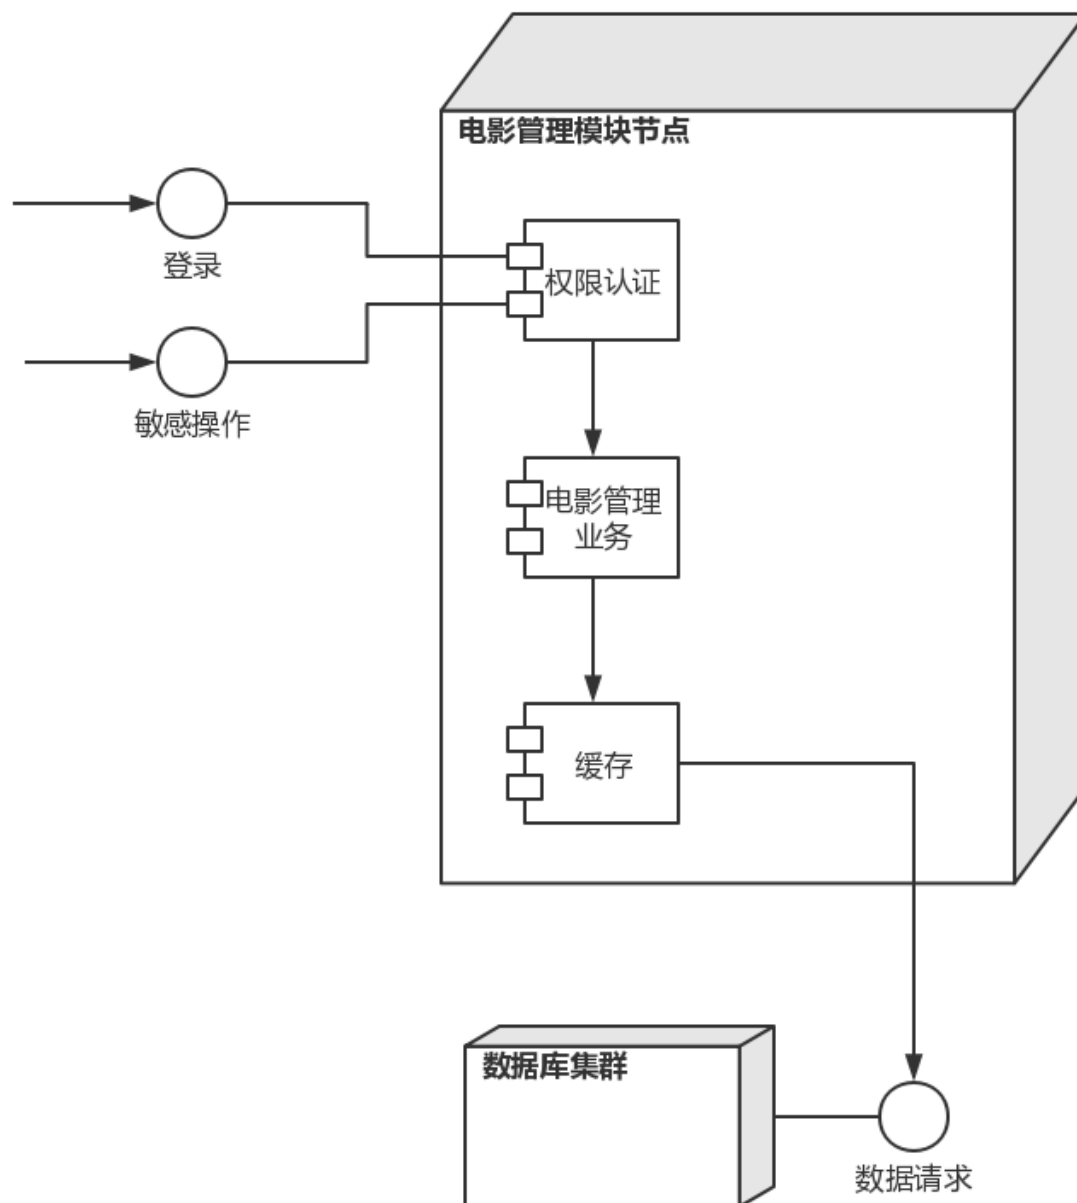 电影管理模块节点
登录
权限认证
敏感操作
电影管理
业务
缓存
数据库集群
数据请求